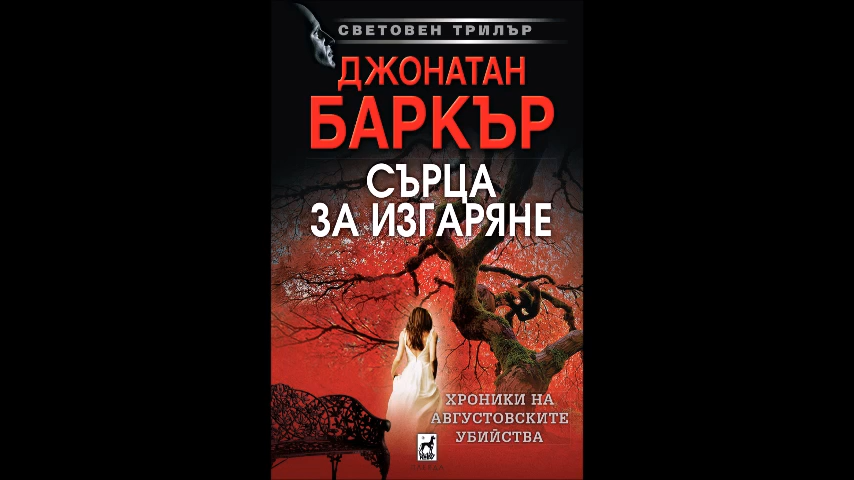 СВЕТОВЕН ТРИЛЪР
ДЖОНАТАН
БАРКЪР
СЪРЦА
ЗА ИЗГАРЯНЕ
ХРОНИКИ НА
АВГУСТОВСКИТЕ
УБИЙСТВА